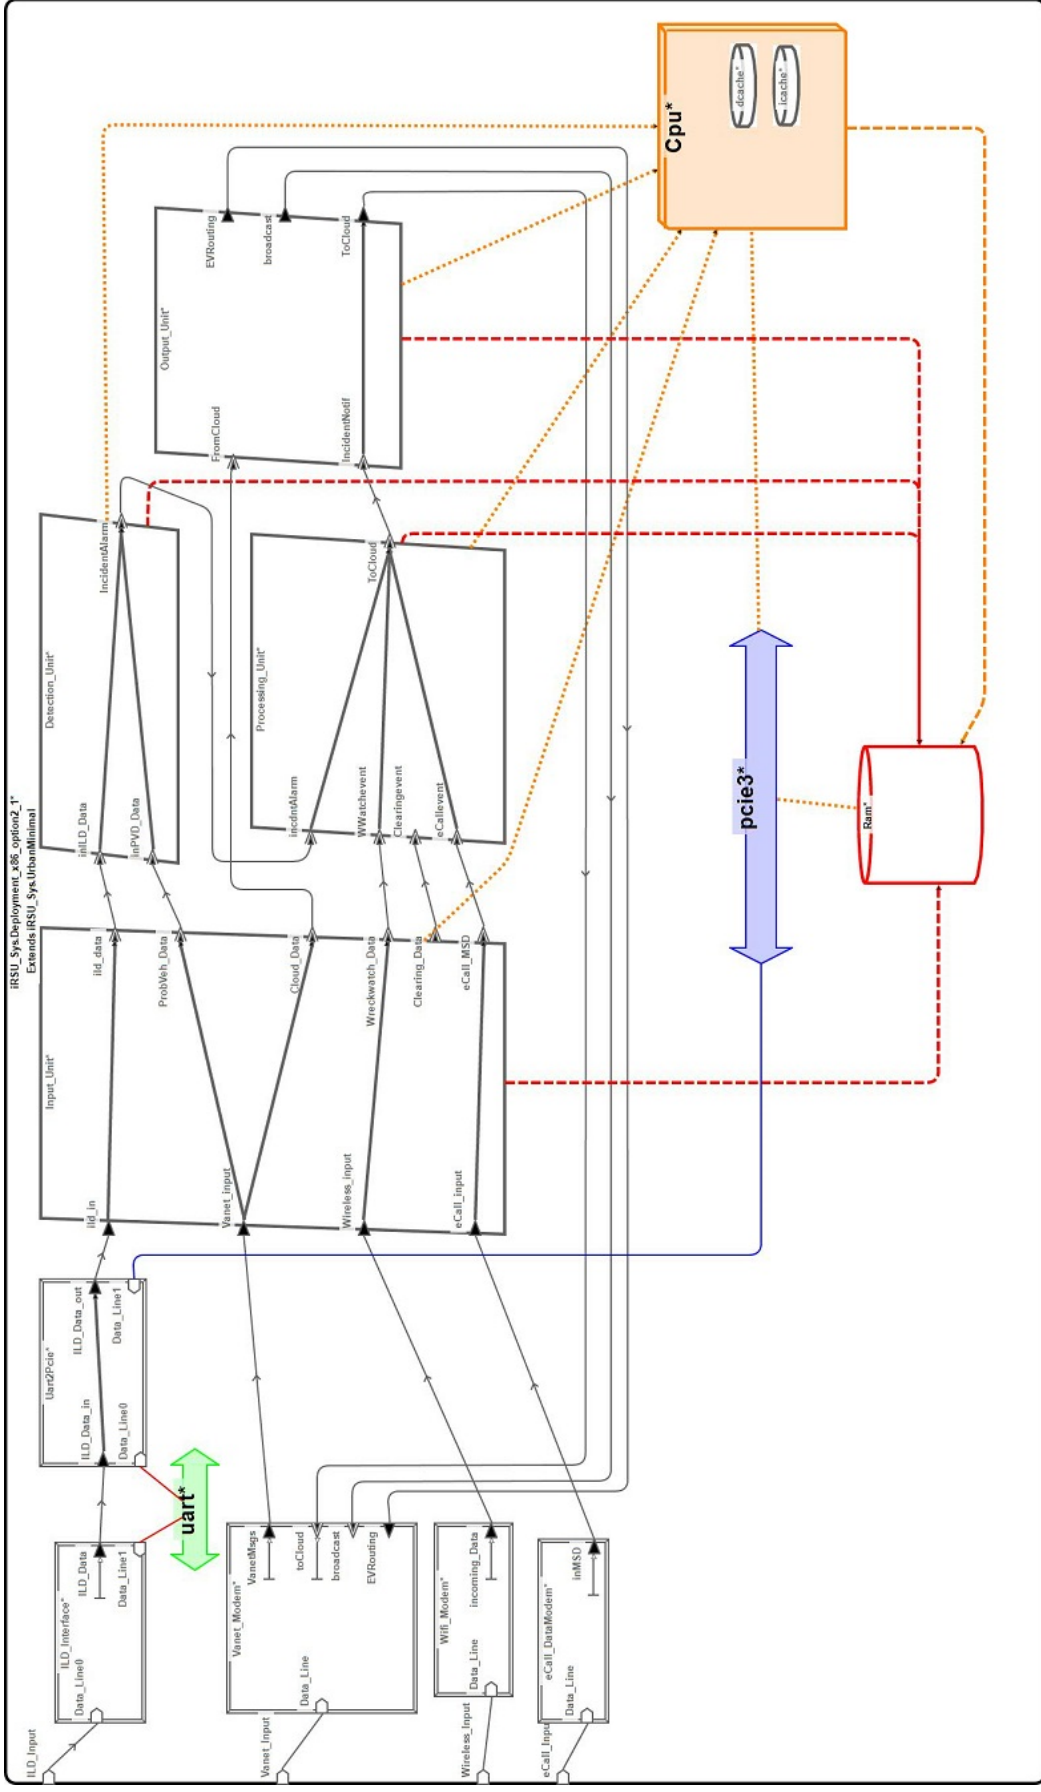 iRSU_Sys.Deployment_x86_option2_1*
Extends iRSU_Sys.UrbanMinimal
ILD_Input
ILD_Interface*
Data_Line0
ILD_Data
Data_Line1
Uart2Pcie*
ILD_Data_in
ILD_Data_out
Data_Line0
Data_Line1
uart*
Vanet_Input
Vanet_Modem*
Data_Line
VanetMsgs
toCloud
broadcast
EVRouting
Wireless_Input
Wifi_Modem*
Data_Line
incoming_Data
eCall_Inpu
eCall_DataModem*
Data_Line
inMSD
Input_Unit*
ild_in
Vanet_input
Wireless_input
eCall_input
ild_data
ProbVeh_Data
Cloud_Data
Wreckwatch_Data
Clearing_Data
eCall_MSD
Detection_Unit*
inILD_Data
inPVD_Data
IncidentAlarm
Processing_Unit*
incdntAlarm
WWatchevent
Clearingevent
eCallevent
ToCloud
Output_Unit*
FromCloud
IncidentNotif
EVRouting
broadcast
ToCloud
pcie3*
Ram*
Cpu*
dcache*
icache*